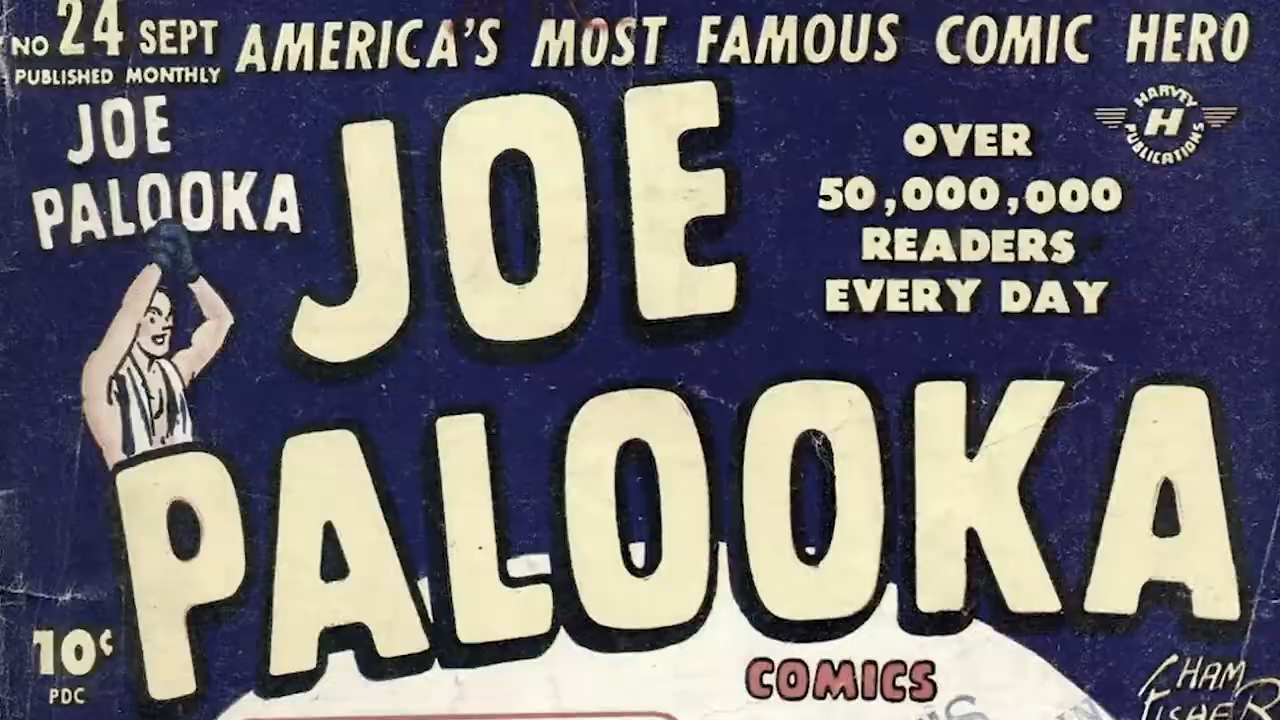 NO 24 SEPT
PUBLISHED MONTHLY
AMERICA'S MOST FAMOUS COMIC HERO
JOE
PALOOKA
HARVEY
H
PUBLICATIONS
OVER
50,000,000
READERS
EVERY DAY
JOE
PALOOKA
10¢
PDC
COMICS
HAM
FISHER